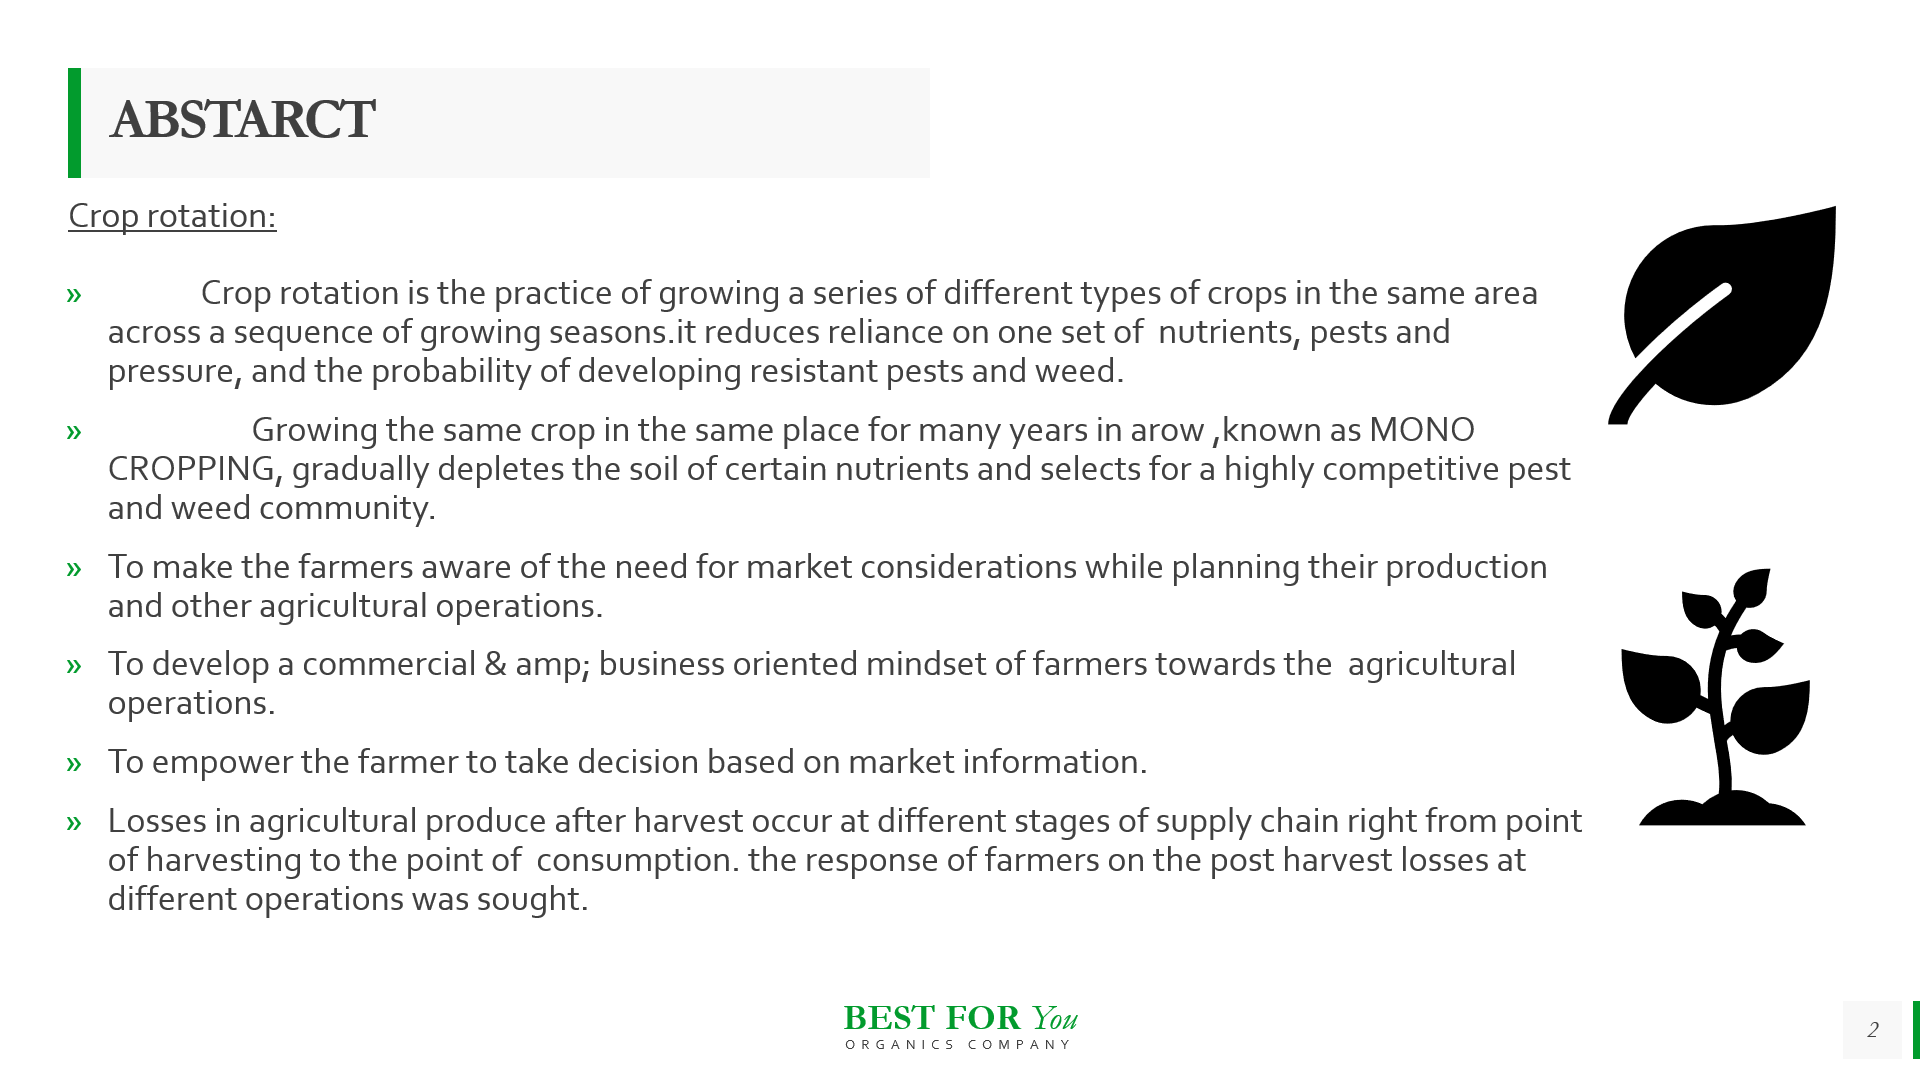 ABSTARCT
Crop rotation:
» Crop rotation is the practice of growing a series of different types of crops in the same area
across a sequence of growing seasons.it reduces reliance on one set of  nutrients, pests and
pressure, and the probability of developing resistant pests and weed.
» Growing the same crop in the same place for many years in arow ,known as MONO
CROPPING, gradually depletes the soil of certain nutrients and selects for a highly competitive pest
and weed community.
» To make the farmers aware of the need for market considerations while planning their production
and other agricultural operations.
» To develop a commercial & amp; business oriented mindset of farmers towards the  agricultural
operations.
» To empower the farmer to take decision based on market information.
» Losses in agricultural produce after harvest occur at different stages of supply chain right from point
of harvesting to the point of  consumption. the response of farmers on the post harvest losses at
different operations was sought.
BEST FOR You
ORGANICS COMPANY
2